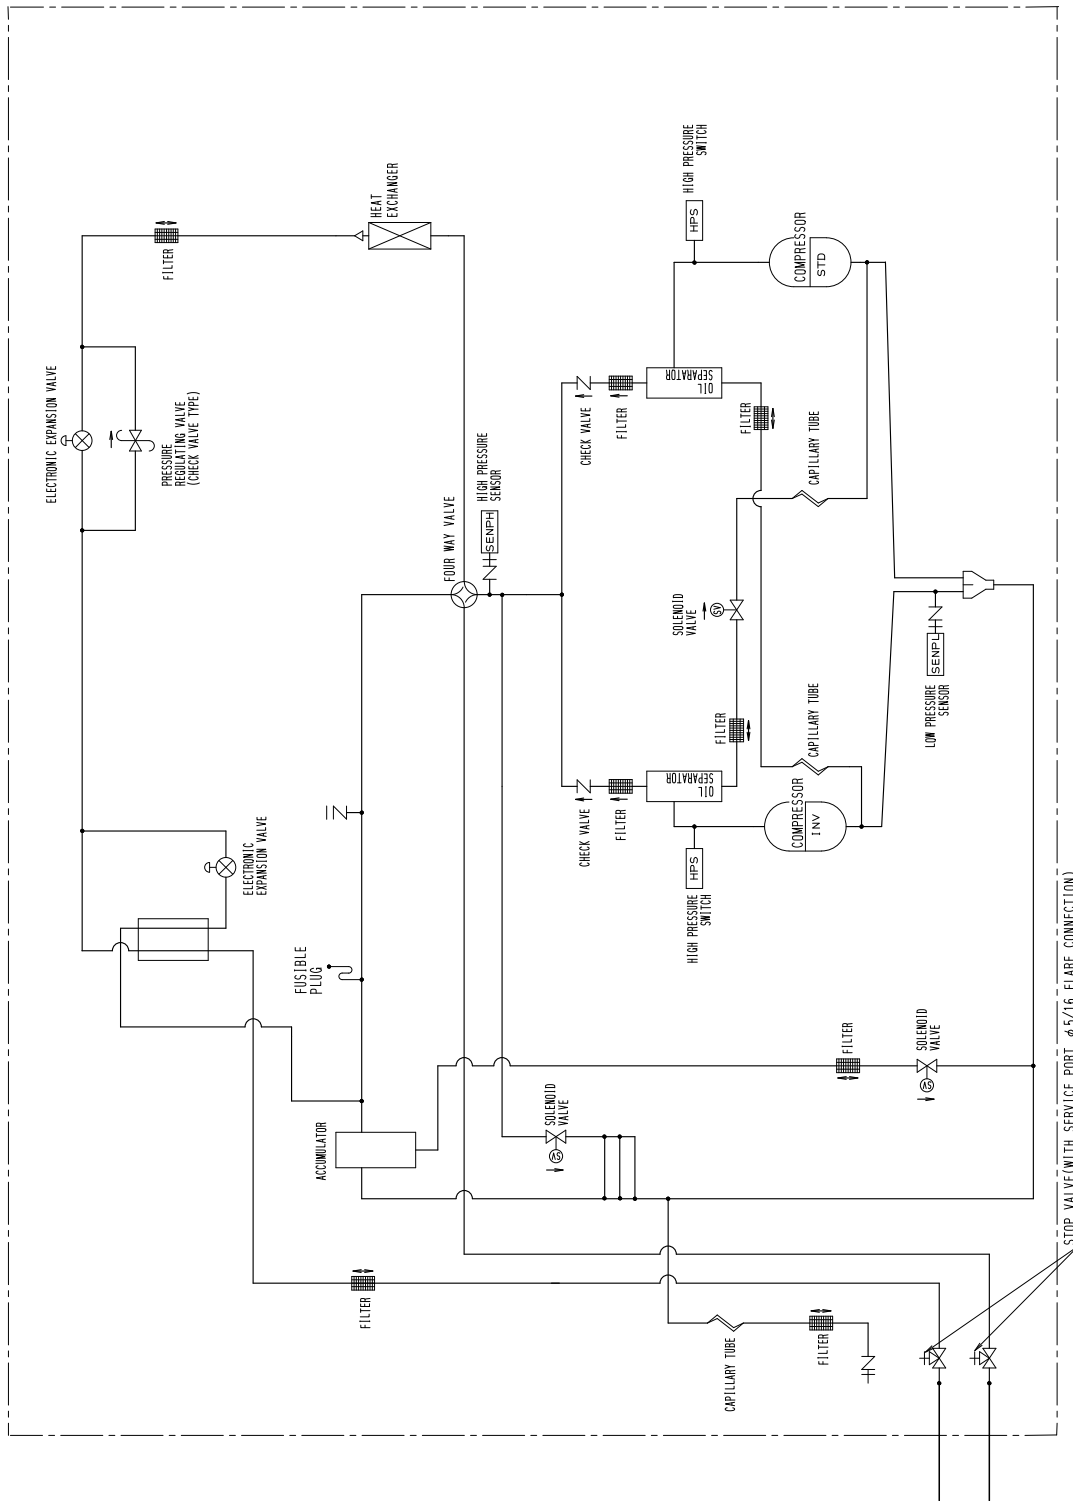 HIGH PRESSURE
SWITCH
HPS
HEAT
EXCHANGER
FILTER
COMPRESSOR
STD
ELECTRONIC EXPANSION VALVE
PRESSURE
REGULATING VALVE
(CHECK VALVE TYPE)
OIL
SEPARATOR
FILTER
CHECK VALVE
FILTER
CAPILLARY TUBE
HIGH PRESSURE
SENSOR
SENPH
FOUR WAY VALVE
SOLENOID
VALVE
SV
LOW PRESSURE
SENSOR
SENPL
FILTER
CAPILLARY TUBE
OIL
SEPARATOR
CHECK VALVE
FILTER
COMPRESSOR
INV
HPS
HIGH PRESSURE
SWITCH
ELECTRONIC
EXPANSION VALVE
FUSIBLE
PLUG
FILTER
SOLENOID
VALVE
SV
SOLENOID
VALVE
SV
ACCUMULATOR
FILTER
CAPILLARY TUBE
FILTER
STOP VALVE(WITH SERVICE PORT φ5/16 FLARE CONNECTION)